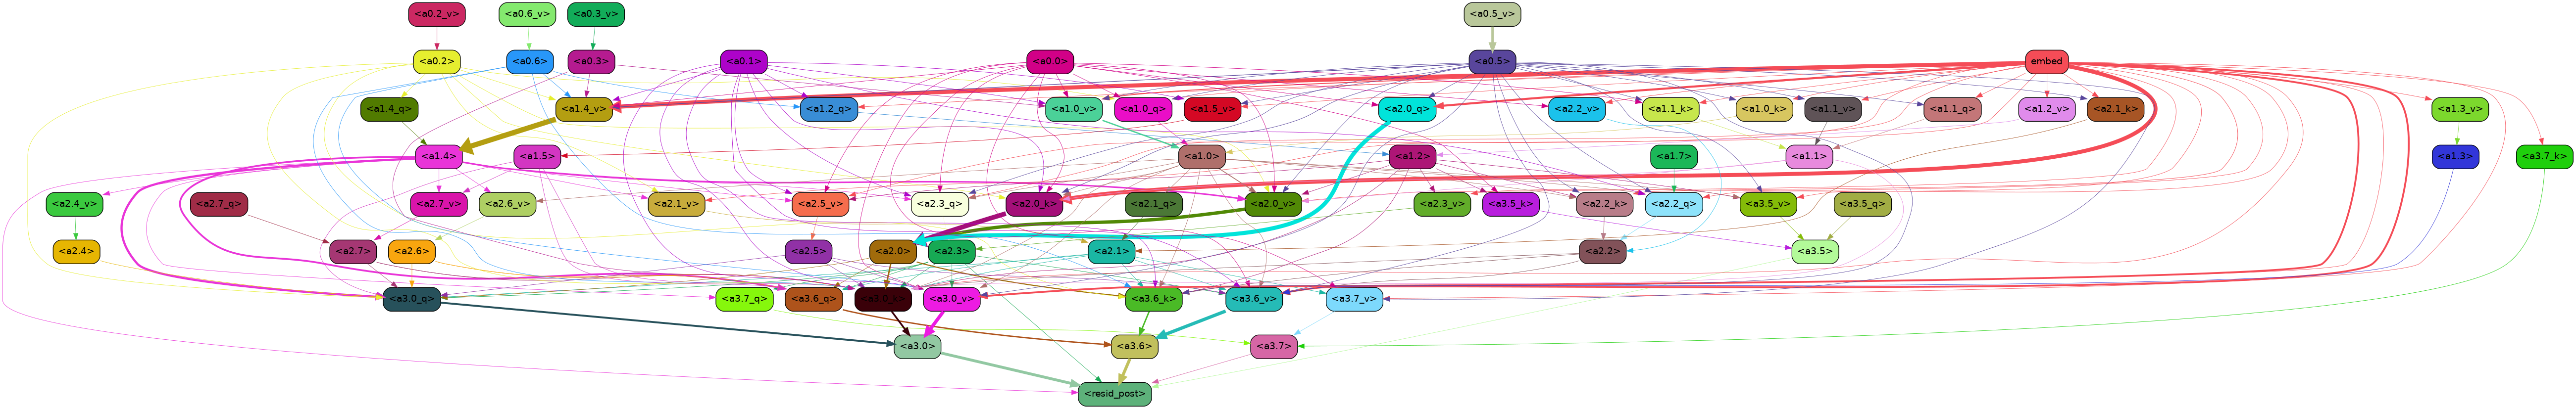 <a0.2_v> <a0.6_v> <a0.3_v> <a0.5_v>
<a0.2> <a0.6> <a0.3> <a0.1> <a0.0> <a0.5> embed
<a1.4_q> <a1.4_v> <a1.2_q> <a1.0_v> <a1.0_q> <a1.5_v> <a2.0_q> <a2.2_v> <a1.1_k> <a1.0_k> <a1.1_v> <a1.1_q> <a1.2_v> <a2.1_k> <a1.3_v>
<a1.4> <a1.5> <a1.0> <a1.2> <a1.7> <a1.1> <a1.3> <a3.7_k>
<a2.4_v> <a2.7_q> <a2.7_v> <a2.6_v> <a2.1_v> <a2.5_v> <a2.3_q> <a2.0_k> <a2.1_q> <a2.0_v> <a2.3_v> <a3.5_k> <a2.2_k> <a2.2_q> <a3.5_v> <a3.5_q>
<a2.4> <a2.7> <a2.6> <a2.5> <a2.0> <a2.3> <a2.1> <a2.2> <a3.5>
<a3.0_q> <a3.7_q> <a3.6_q> <a3.0_k> <a3.0_v> <a3.6_k> <a3.6_v> <a3.7_v>
<a3.0> <a3.6> <a3.7>
<resid_post>